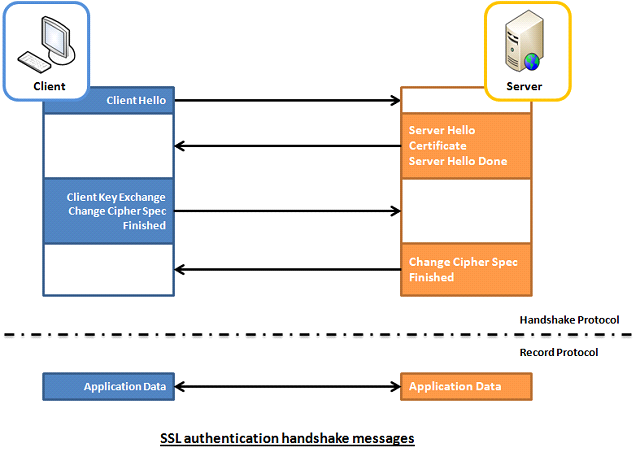 Client
Server
Client Hello
Server Hello
Certificate
Server Hello Done
Client Key Exchange
Change Cipher Spec
Finished
Change Cipher Spec
Finished
Handshake Protocol
Record Protocol
Application Data
Application Data
SSL authentication handshake messages